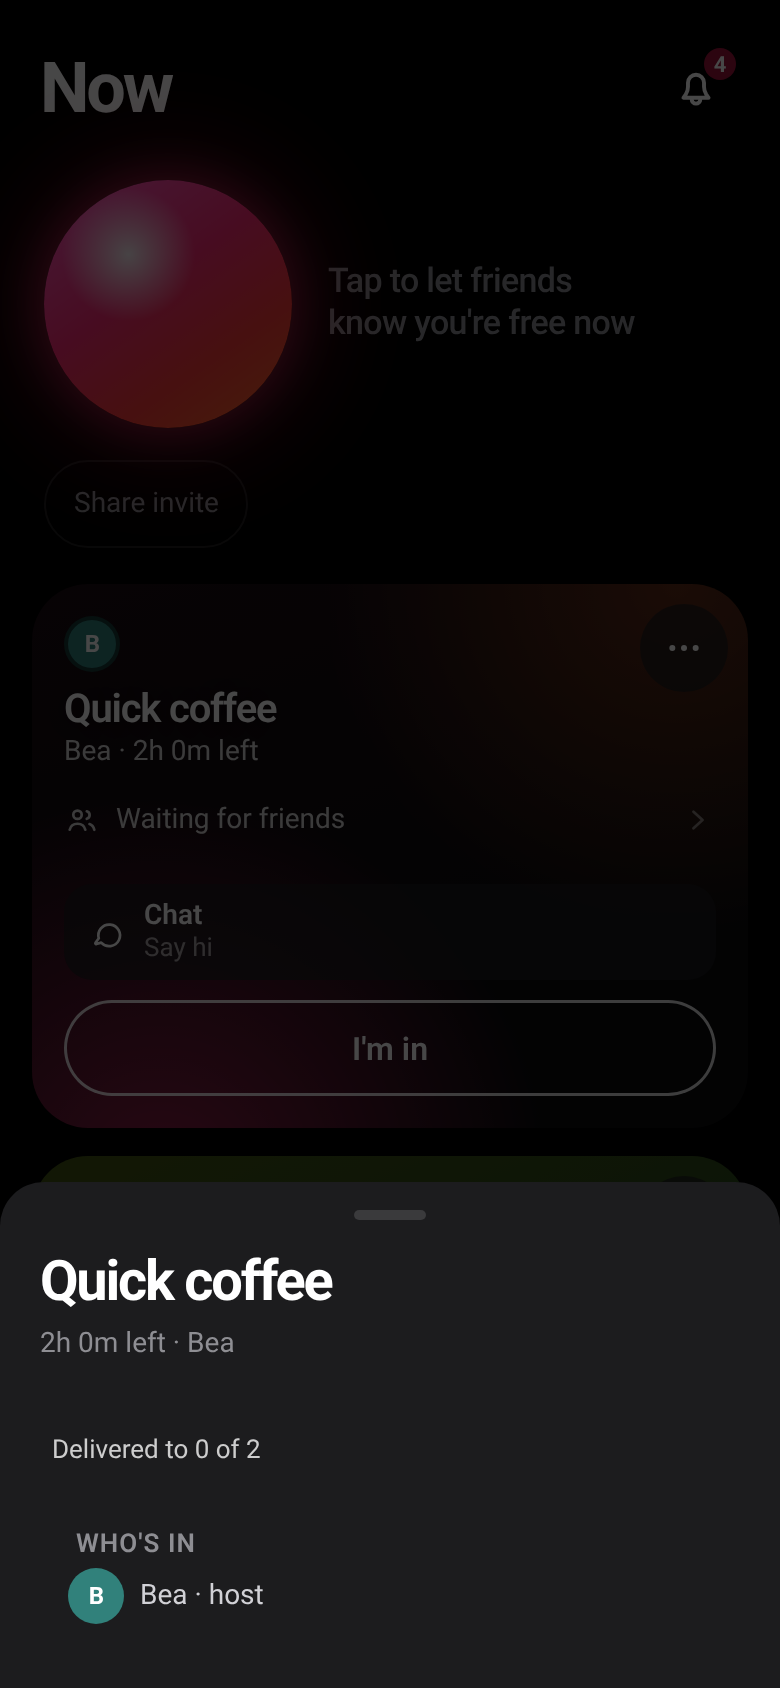 Now
4
Tap to let friends
know you're free now
Share invite
B
Quick coffee
Bea · 2h 0m left
Waiting for friends
Chat
Say hi
I'm in
Quick coffee
2h 0m left · Bea
Delivered to 0 of 2
WHO'S IN
B
Bea · host